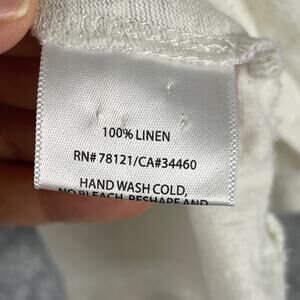 100% LINEN
RN# 78121/CA#34460
HAND WASH COLD,
NO BLEACH, RESHAPE AND